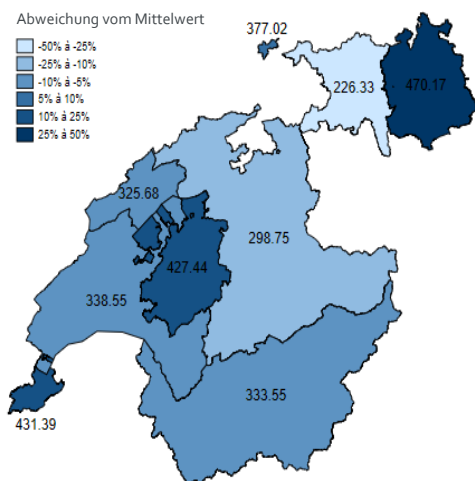 Abweichung vom Mittelwert
-50% à -25%
-25% à -10%
-10% à -5%
5% à 10%
10% à 25%
25% à 50%
377.02
226.33
470.17
325.68
298.75
427.44
338.55
333.55
431.39